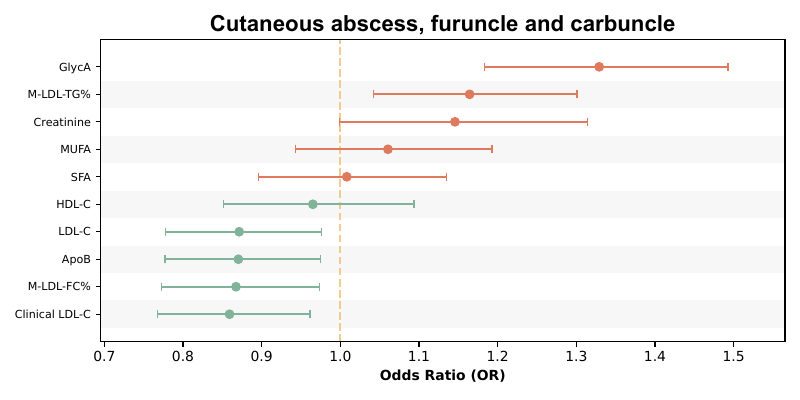 Cutaneous abscess, furuncle and carbuncle
GlycA
M-LDL-TG%
Creatinine
MUFA
SFA
HDL-C
LDL-C
ApoB
M-LDL-FC%
Clinical LDL-C
0.7 0.8 0.9 1.0 1.1 1.2 1.3 1.4 1.5
Odds Ratio (OR)